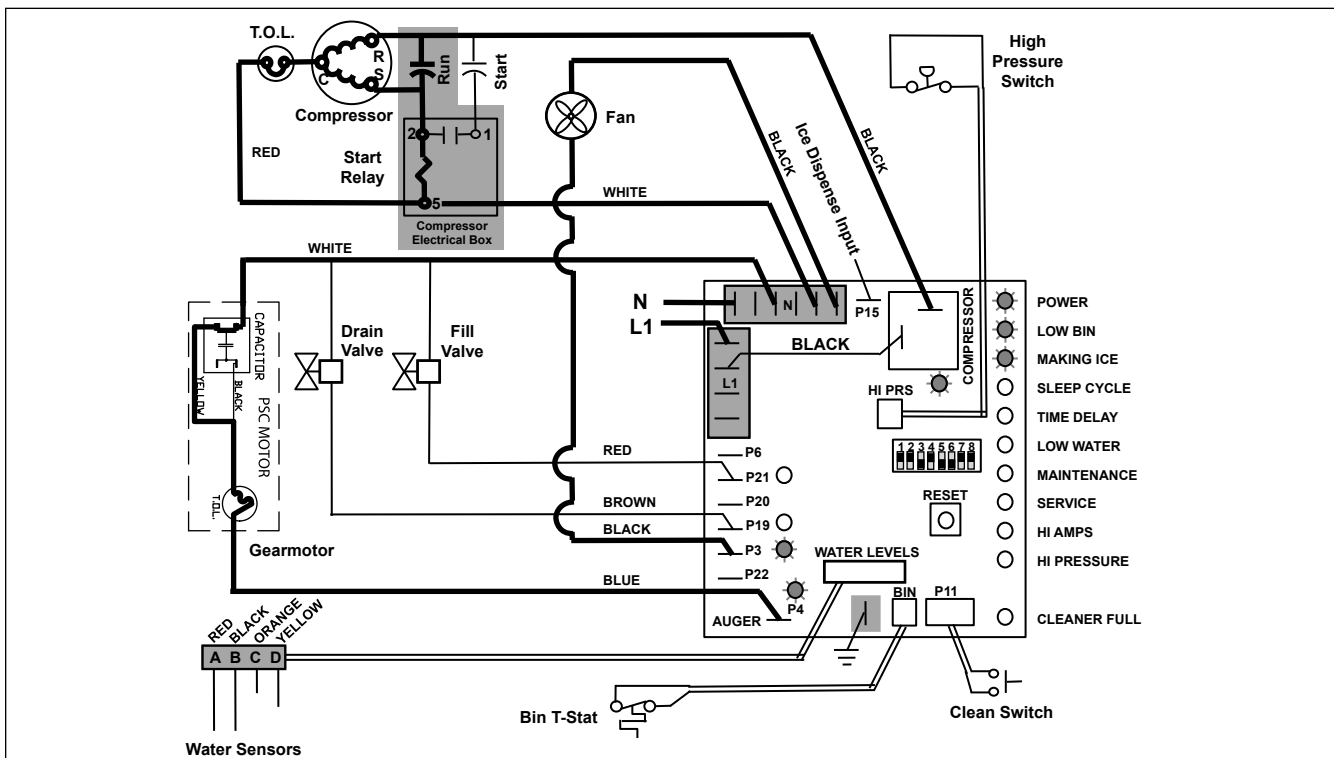 T.O.L.
R
S
C
Compressor
Run
Start
2
1
Start
Relay
5
Compressor
Electrical Box
RED
Fan
BLACK
BLACK
Ice Dispense Input
High
Pressure
Switch
WHITE
WHITE
N
N
L1
L1
P15
BLACK
COMPRESSOR
HI PRS
POWER
LOW BIN
MAKING ICE
SLEEP CYCLE
TIME DELAY
LOW WATER
MAINTENANCE
SERVICE
HI AMPS
HI PRESSURE
CLEANER FULL
1 2 3 4 5 6 7 8
RESET
CAPACITOR
YELLOW
BLACK
PSC MOTOR
T.O.L.
Gearmotor
Drain
Valve
Fill
Valve
RED
BROWN
BLACK
BLUE
P6
P21
P20
P19
P3
P22
P4
AUGER
WATER LEVELS
BIN
P11
RED
BLACK
ORANGE
YELLOW
A B C D
Water Sensors
Bin T-Stat
Clean Switch